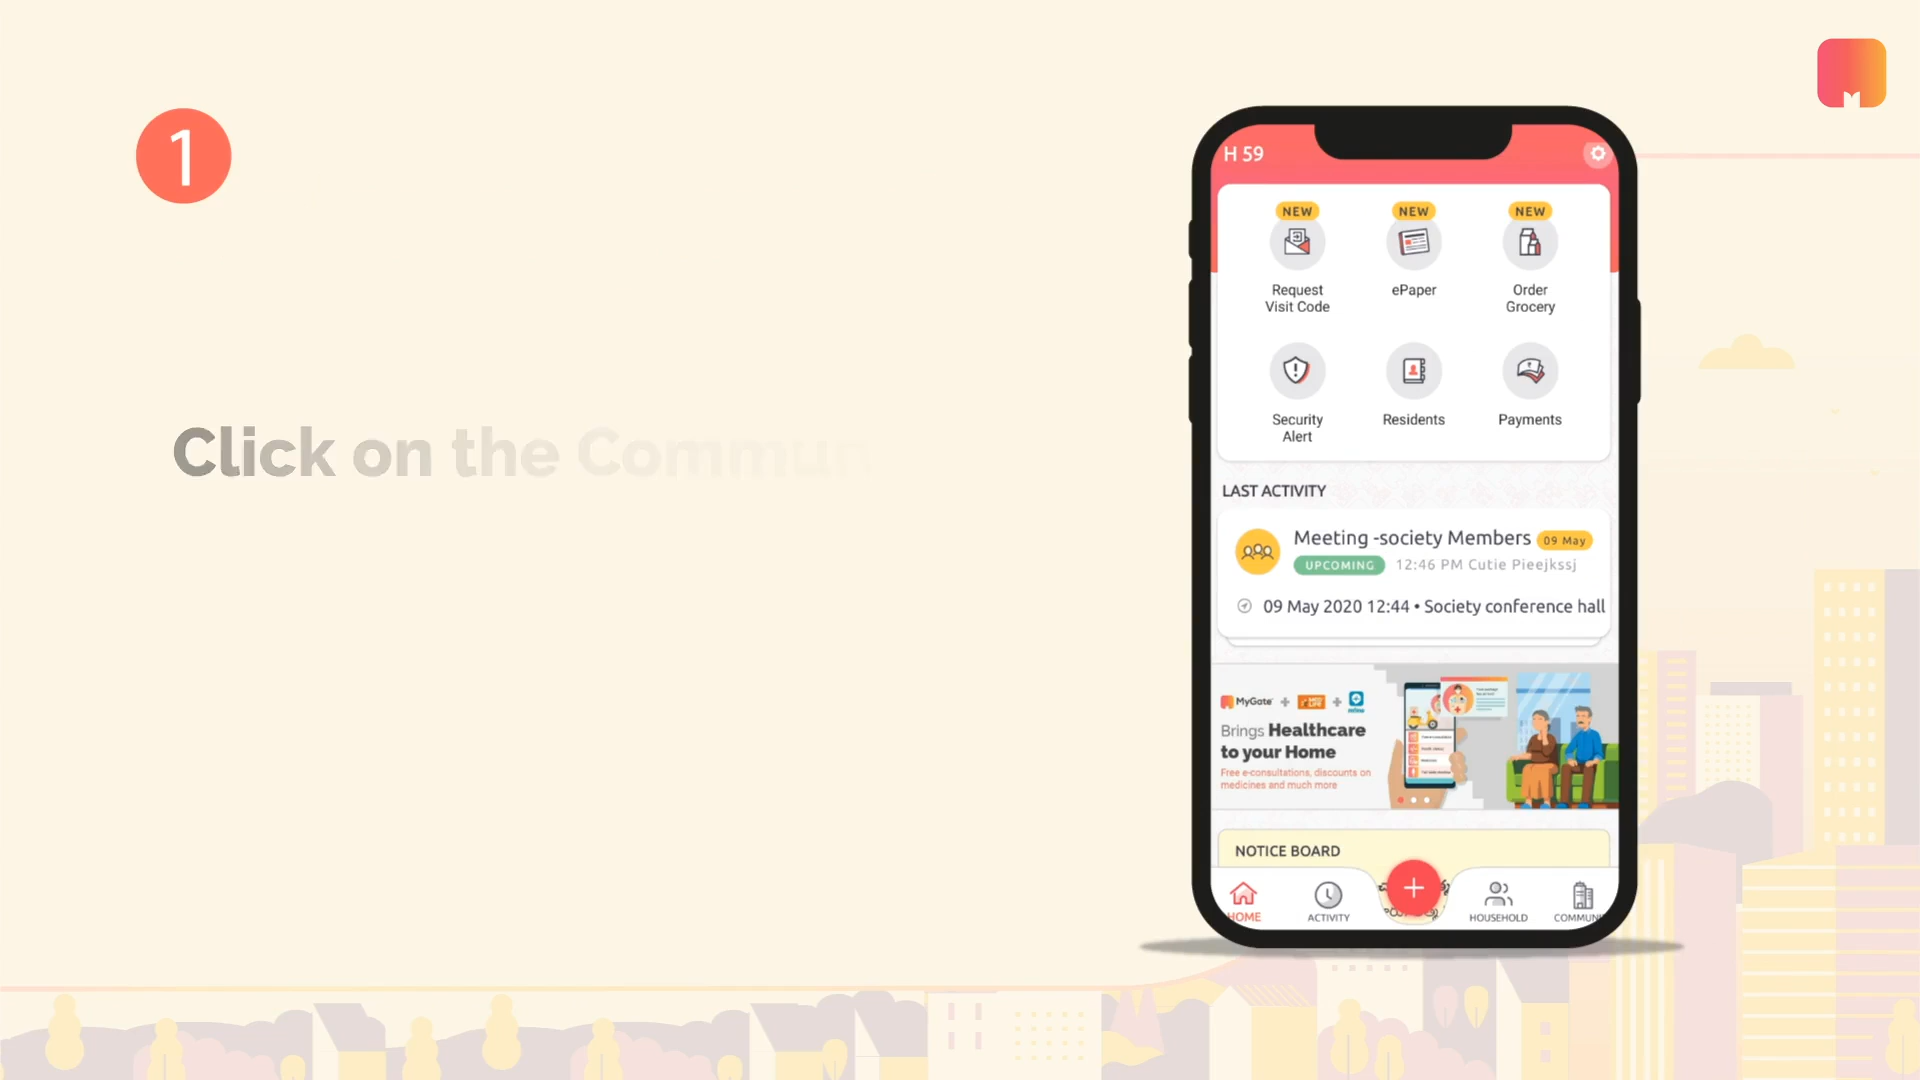 1
Click on the Commun
H 59
NEW
NEW
NEW
Request
Visit Code
ePaper
Order
Grocery
Security
Alert
Residents
Payments
LAST ACTIVITY
Meeting -society Members 09 May
UPCOMING 12:46 PM Cutie Pieejkssj
09 May 2020 12:44 • Society conference hall
MyGate + +
Brings Healthcare
to your Home
Free e-consultations, discounts on
medicines and much more
NOTICE BOARD
+
HOME
ACTIVITY
HOUSEHOLD
COMMUN